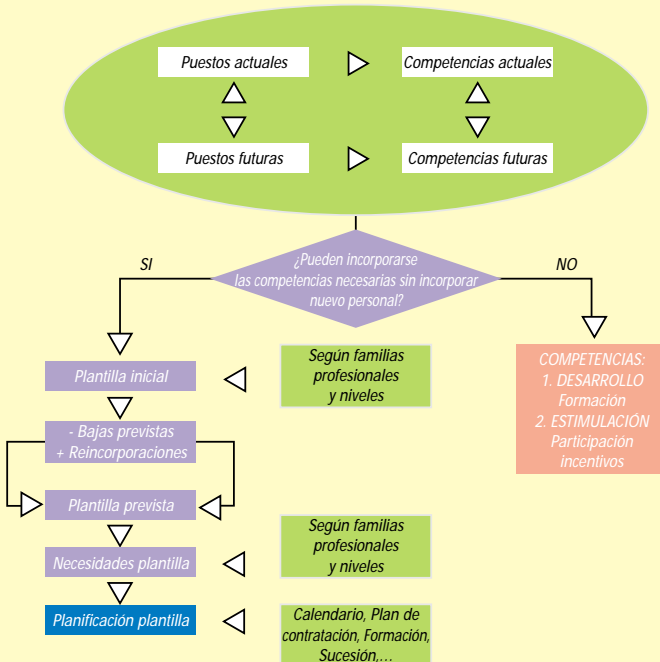 Puestos actuales
Competencias actuales
Puestos futuras
Competencias futuras
¿Pueden incorporarse
las competencias necesarias sin incorporar
nuevo personal?
SI
NO
Plantilla inicial
Según familias
profesionales
y niveles
COMPETENCIAS:
1. DESARROLLO
Formación
2. ESTIMULACIÓN
Participación
incentivos
- Bajas previstas
+ Reincorporaciones
Plantilla prevista
Según familias
profesionales
y niveles
Necesidades plantilla
Planificación plantilla
Calendario, Plan de
contratación, Formación,
Sucesión,...